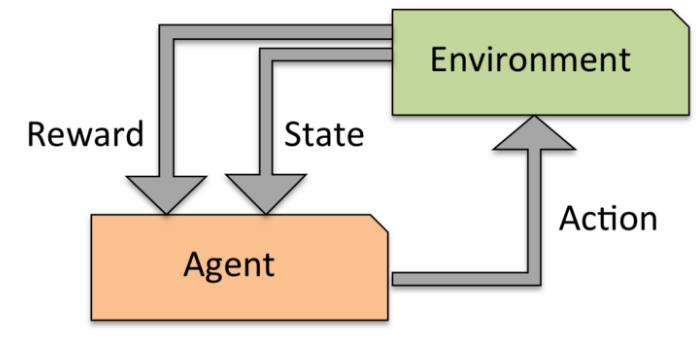 Environment
Reward
State
Action
Agent